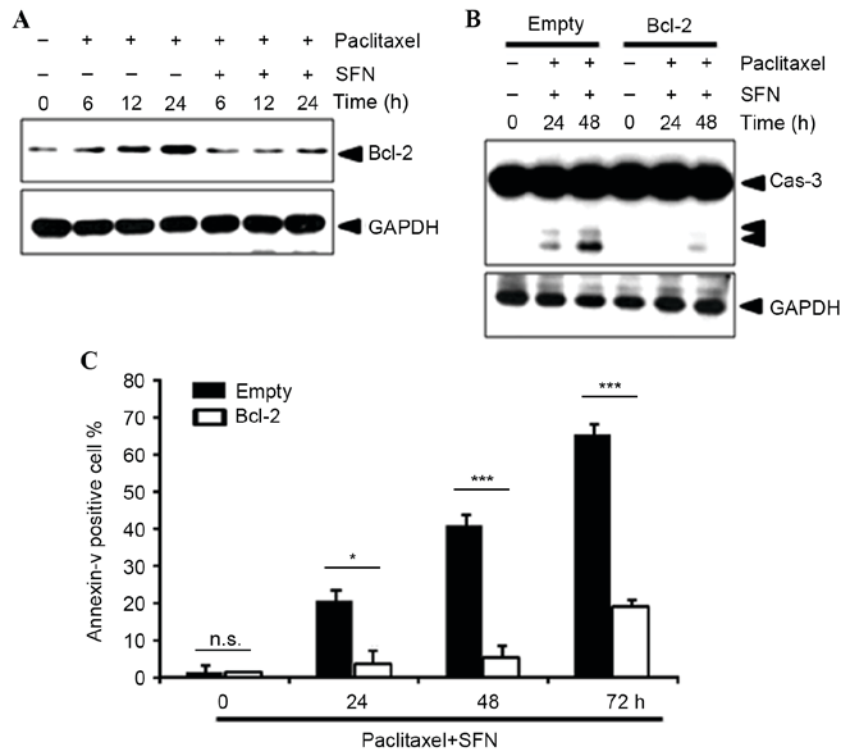 A
– + + + + + + Paclitaxel
– – – – + + + SFN
0 6 12 24 6 12 24 Time (h)
Bcl-2
GAPDH
B
Empty Bcl-2
– + + – + + Paclitaxel
– + + – + + SFN
0 24 48 0 24 48 Time (h)
Cas-3
GAPDH
C
Empty
Bcl-2
Annexin-v positive cell %
80
70
60
50
40
30
20
10
0
n.s.
*
***
***
0 24 48 72 h
Paclitaxel+SFN